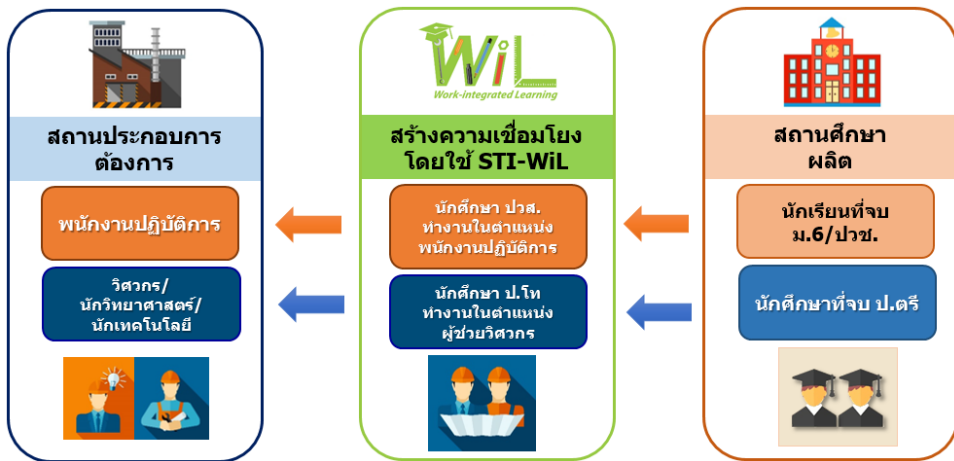 สถานประกอบการ
ต้องการ
พนักงานปฏิบัติการ
วิศวกร/
นักวิทยาศาสตร์/
นักเทคโนโลยี
WiL
Work-integrated Learning
สร้างความเชื่อมโยง
โดยใช้ STI-WiL
นักศึกษา ปวส.
ทำงานในตำแหน่ง
พนักงานปฏิบัติการ
นักศึกษา ป.โท
ทำงานในตำแหน่ง
ผู้ช่วยวิศวกร
สถานศึกษา
ผลิต
นักเรียนที่จบ
ม.6/ปวช.
นักศึกษาที่จบ ป.ตรี